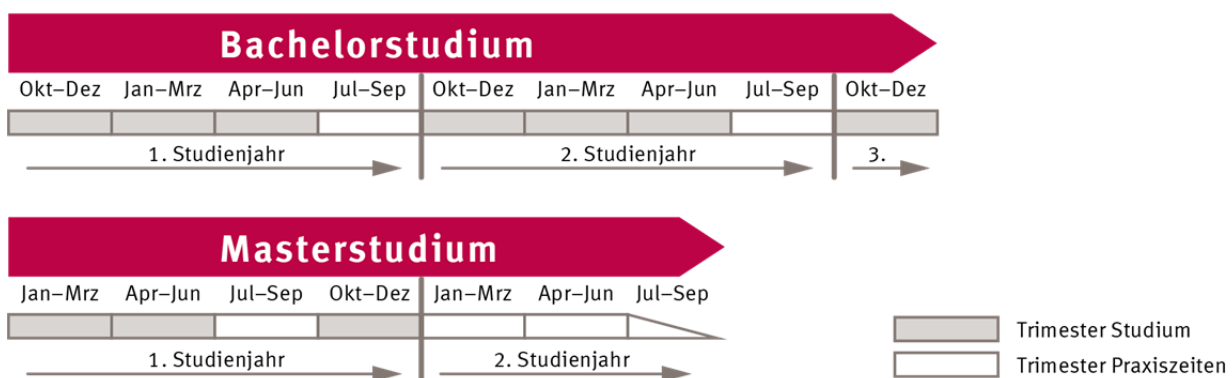 Bachelorstudium
Okt–Dez Jan–Mrz Apr–Jun Jul–Sep Okt–Dez Jan–Mrz Apr–Jun Jul–Sep Okt–Dez
1. Studienjahr 2. Studienjahr 3.
Masterstudium
Jan–Mrz Apr–Jun Jul–Sep Okt–Dez Jan–Mrz Apr–Jun Jul–Sep
1. Studienjahr 2. Studienjahr
Trimester Studium
Trimester Praxiszeiten